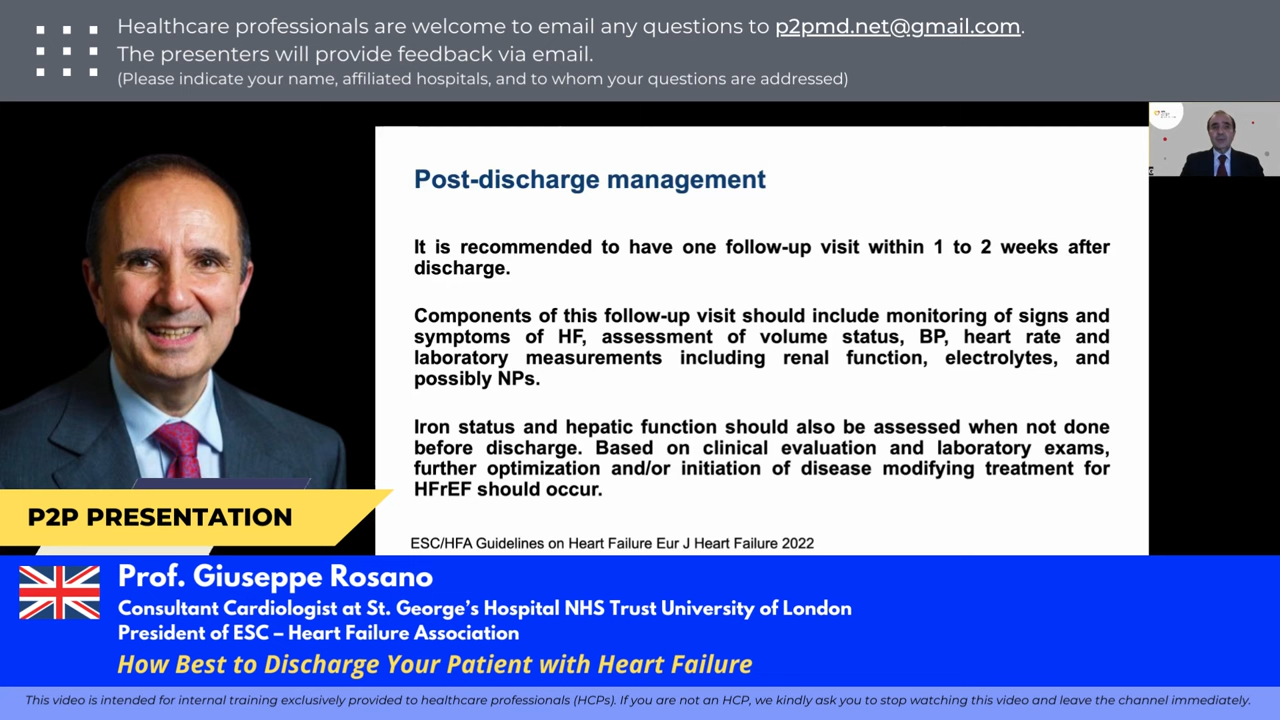 Healthcare professionals are welcome to email any questions to p2pmd.net@gmail.com.
The presenters will provide feedback via email.
(Please indicate your name, affiliated hospitals, and to whom your questions are addressed)
Post-discharge management
It is recommended to have one follow-up visit within 1 to 2 weeks after
discharge.
Components of this follow-up visit should include monitoring of signs and
symptoms of HF, assessment of volume status, BP, heart rate and
laboratory measurements including renal function, electrolytes, and
possibly NPs.
Iron status and hepatic function should also be assessed when not done
before discharge. Based on clinical evaluation and laboratory exams,
further optimization and/or initiation of disease modifying treatment for
HFrEF should occur.
ESC/HFA Guidelines on Heart Failure Eur J Heart Failure 2022
P2P PRESENTATION
Prof. Giuseppe Rosano
Consultant Cardiologist at St. George's Hospital NHS Trust University of London
President of ESC – Heart Failure Association
How Best to Discharge Your Patient with Heart Failure
This video is intended for internal training exclusively provided to healthcare professionals (HCPs). If you are not an HCP, we kindly ask you to stop watching this video and leave the channel immediately.